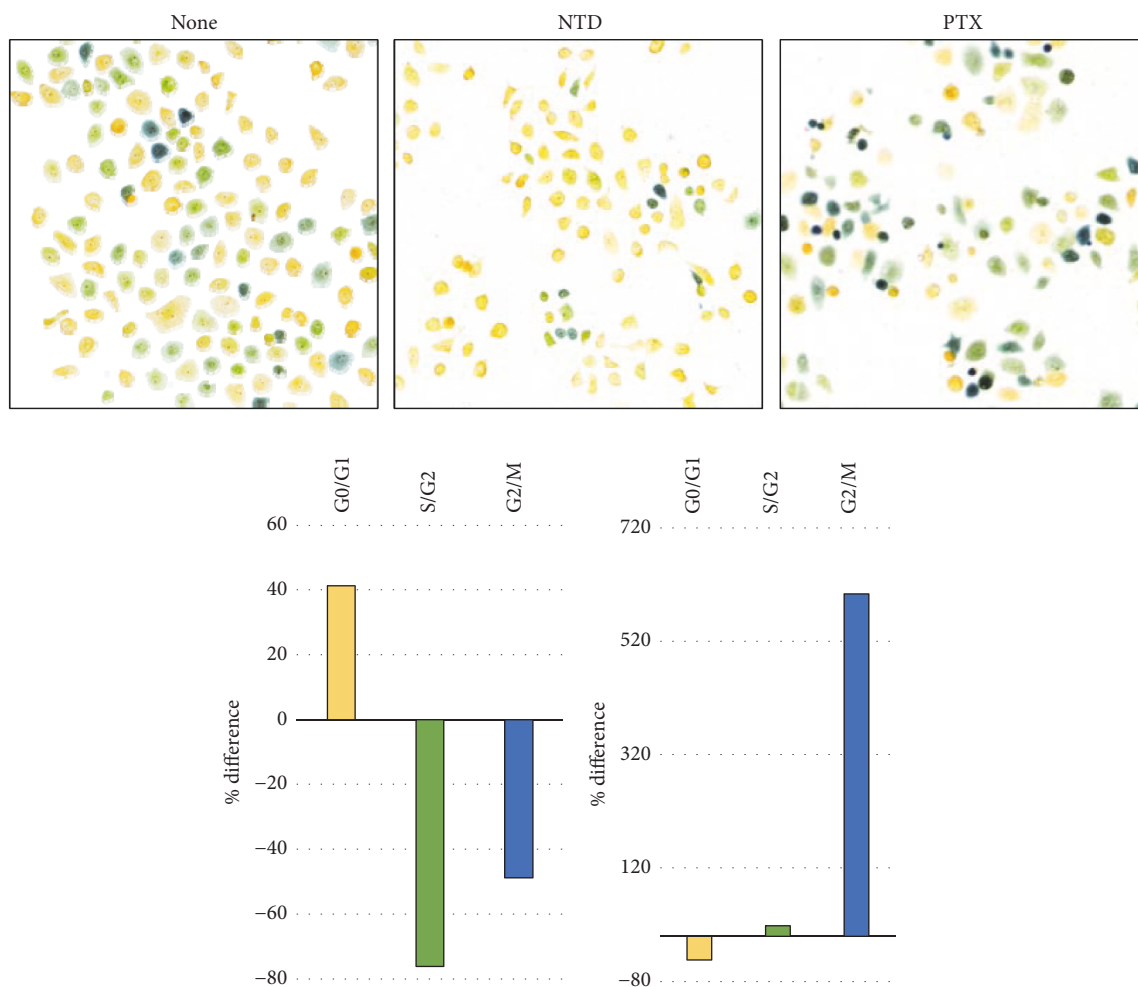 None
NTD
PTX
G0/G1
S/G2
G2/M
60
40
20
0
−20
−40
−60
−80
% difference
G0/G1
S/G2
G2/M
720
520
320
120
−80
% difference